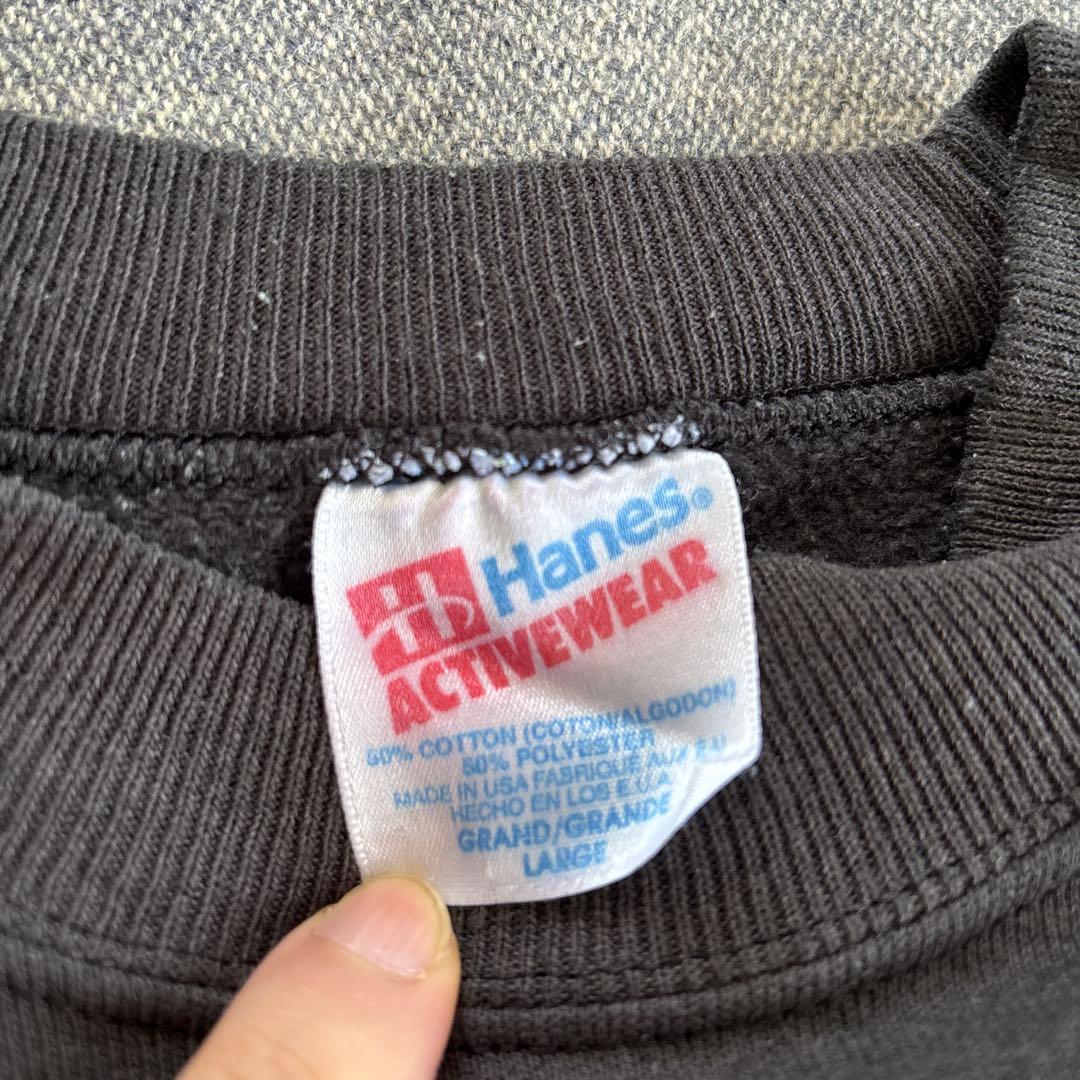 Hanes®
ACTIVEWEAR
50% COTTON (COTON/ALGODON)
50% POLYESTER
MADE IN USA FABRIQUE AUX E.U
HECHO EN LOS E.U.A.
GRAND/GRANDE
LARGE